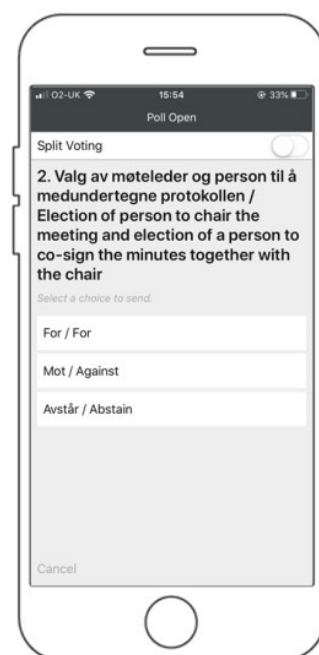 O2-UK 15:54 33%
Poll Open
Split Voting
2. Valg av møteleder og person til å
medundertegne protokollen /
Election of person to chair the
meeting and election of a person to
co-sign the minutes together with
the chair
Select a choice to send.
For / For
Mot / Against
Avstår / Abstain
Cancel